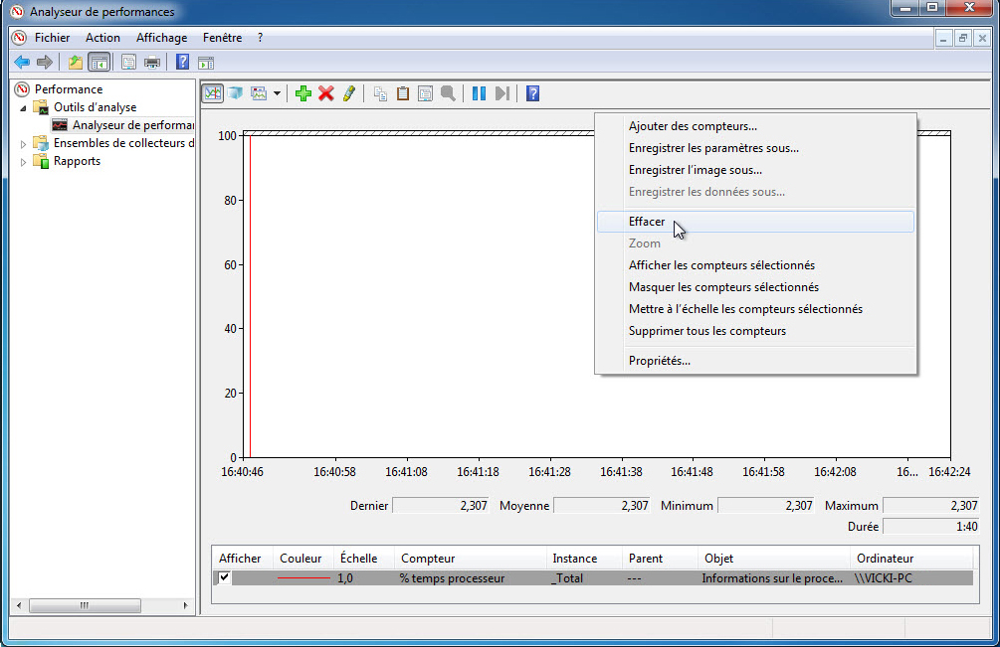 Analyseur de performances
Fichier Action Affichage Fenêtre ?
Performance
Outils d'analyse
Analyseur de performa
Ensembles de collecteurs d
Rapports
Ajouter des compteurs...
Enregistrer les paramètres sous...
Enregistrer l'image sous...
Enregistrer les données sous...
Effacer
Zoom
Afficher les compteurs sélectionnés
Masquer les compteurs sélectionnés
Mettre à l'échelle les compteurs sélectionnés
Supprimer tous les compteurs
Propriétés...
100
80
60
40
20
0
16:40:46 16:40:58 16:41:08 16:41:18 16:41:28 16:41:38 16:41:48 16:41:58 16:42:08 16... 16:42:24
Dernier 2,307 Moyenne 2,307 Minimum 2,307 Maximum 2,307
Durée 1:40
Afficher Couleur Échelle Compteur Instance Parent Objet Ordinateur
1,0 % temps processeur _Total --- Informations sur le proce... \\VICKI-PC